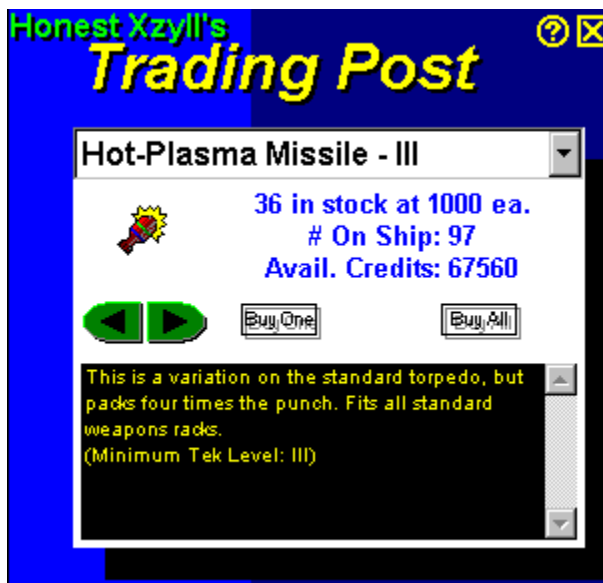 Honest Xzyll's
Trading Post
Hot-Plasma Missile - III
36 in stock at 1000 ea.
# On Ship: 97
Avail. Credits: 67560
Buy One
Buy All
This is a variation on the standard torpedo, but
packs four times the punch. Fits all standard
weapons racks.
(Minimum Tek Level: III)